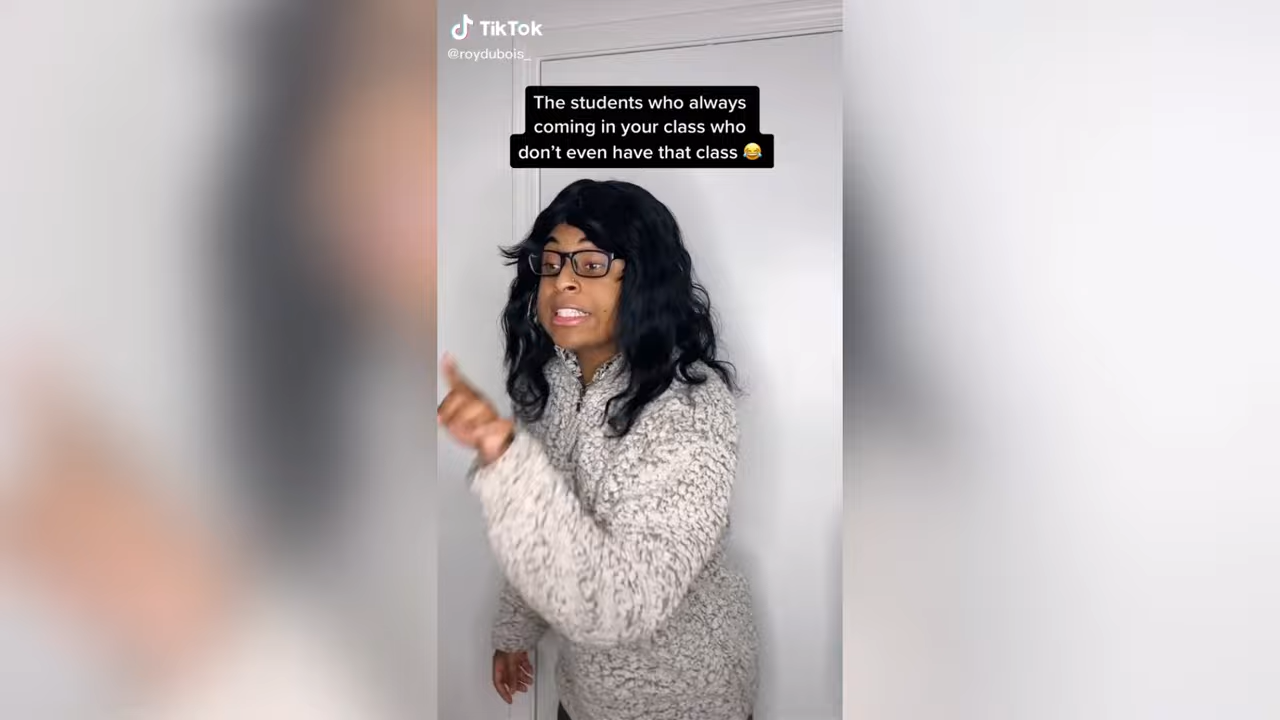 TikTok
@roydubois_
The students who always
coming in your class who
don’t even have that class 😂